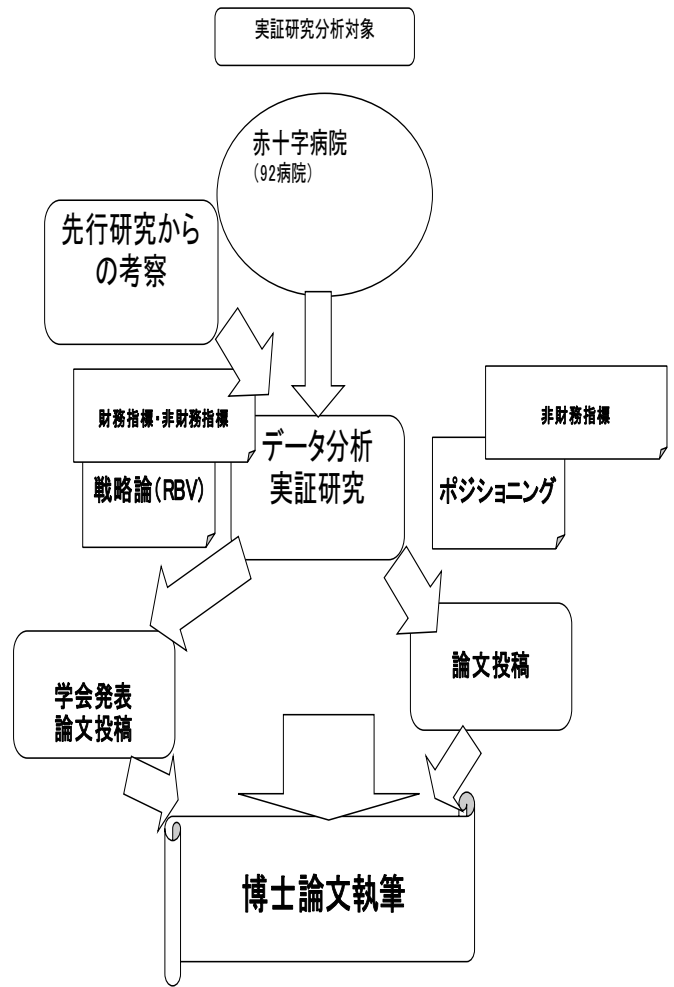 実証研究分析対象
赤十字病院
(92病院)
先行研究から
の考察
財務指標・非財務指標
戦略論(RBV)
データ分析
実証研究
非財務指標
ポジショニング
学会発表
論文投稿
論文投稿
博士論文執筆